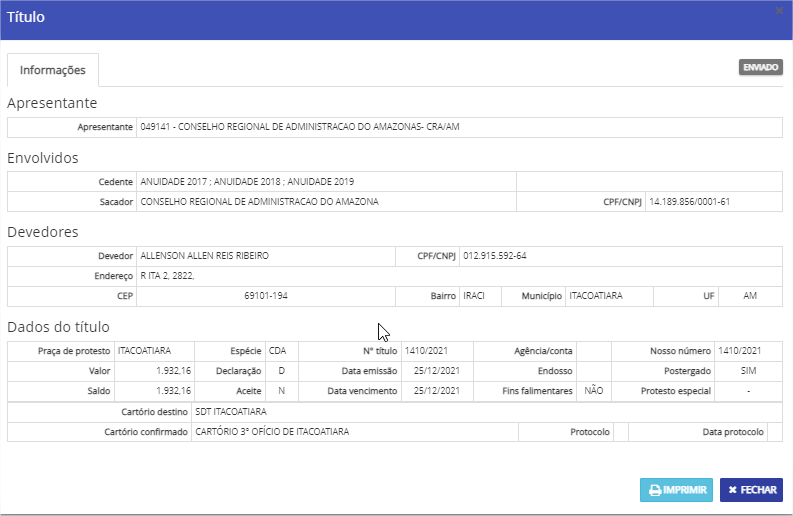 Título
Informações
ENVIADO
Apresentante
Apresentante 049141 - CONSELHO REGIONAL DE ADMINISTRACAO DO AMAZONAS- CRA/AM
Envolvidos
Cedente ANUIDADE 2017 ; ANUIDADE 2018 ; ANUIDADE 2019
Sacador CONSELHO REGIONAL DE ADMINISTRACAO DO AMAZONA CPF/CNPJ 14.189.856/0001-61
Devedores
Devedor ALLENSON ALLEN REIS RIBEIRO CPF/CNPJ 012.915.592-64
Endereço R ITA 2, 2822,
CEP 69101-194 Bairro IRACI Município ITACOATIARA UF AM
Dados do título
Praça de protesto ITACOATIARA Espécie CDA N° título 1410/2021 Agência/conta Nosso número 1410/2021
Valor 1.932,16 Declaração D Data emissão 25/12/2021 Endosso Postergado SIM
Saldo 1.932,16 Aceite N Data vencimento 25/12/2021 Fins falimentares NÃO Protesto especial -
Cartório destino SDT ITACOATIARA
Cartório confirmado CARTÓRIO 3° OFÍCIO DE ITACOATIARA Protocolo Data protocolo
IMPRIMIR
FECHAR